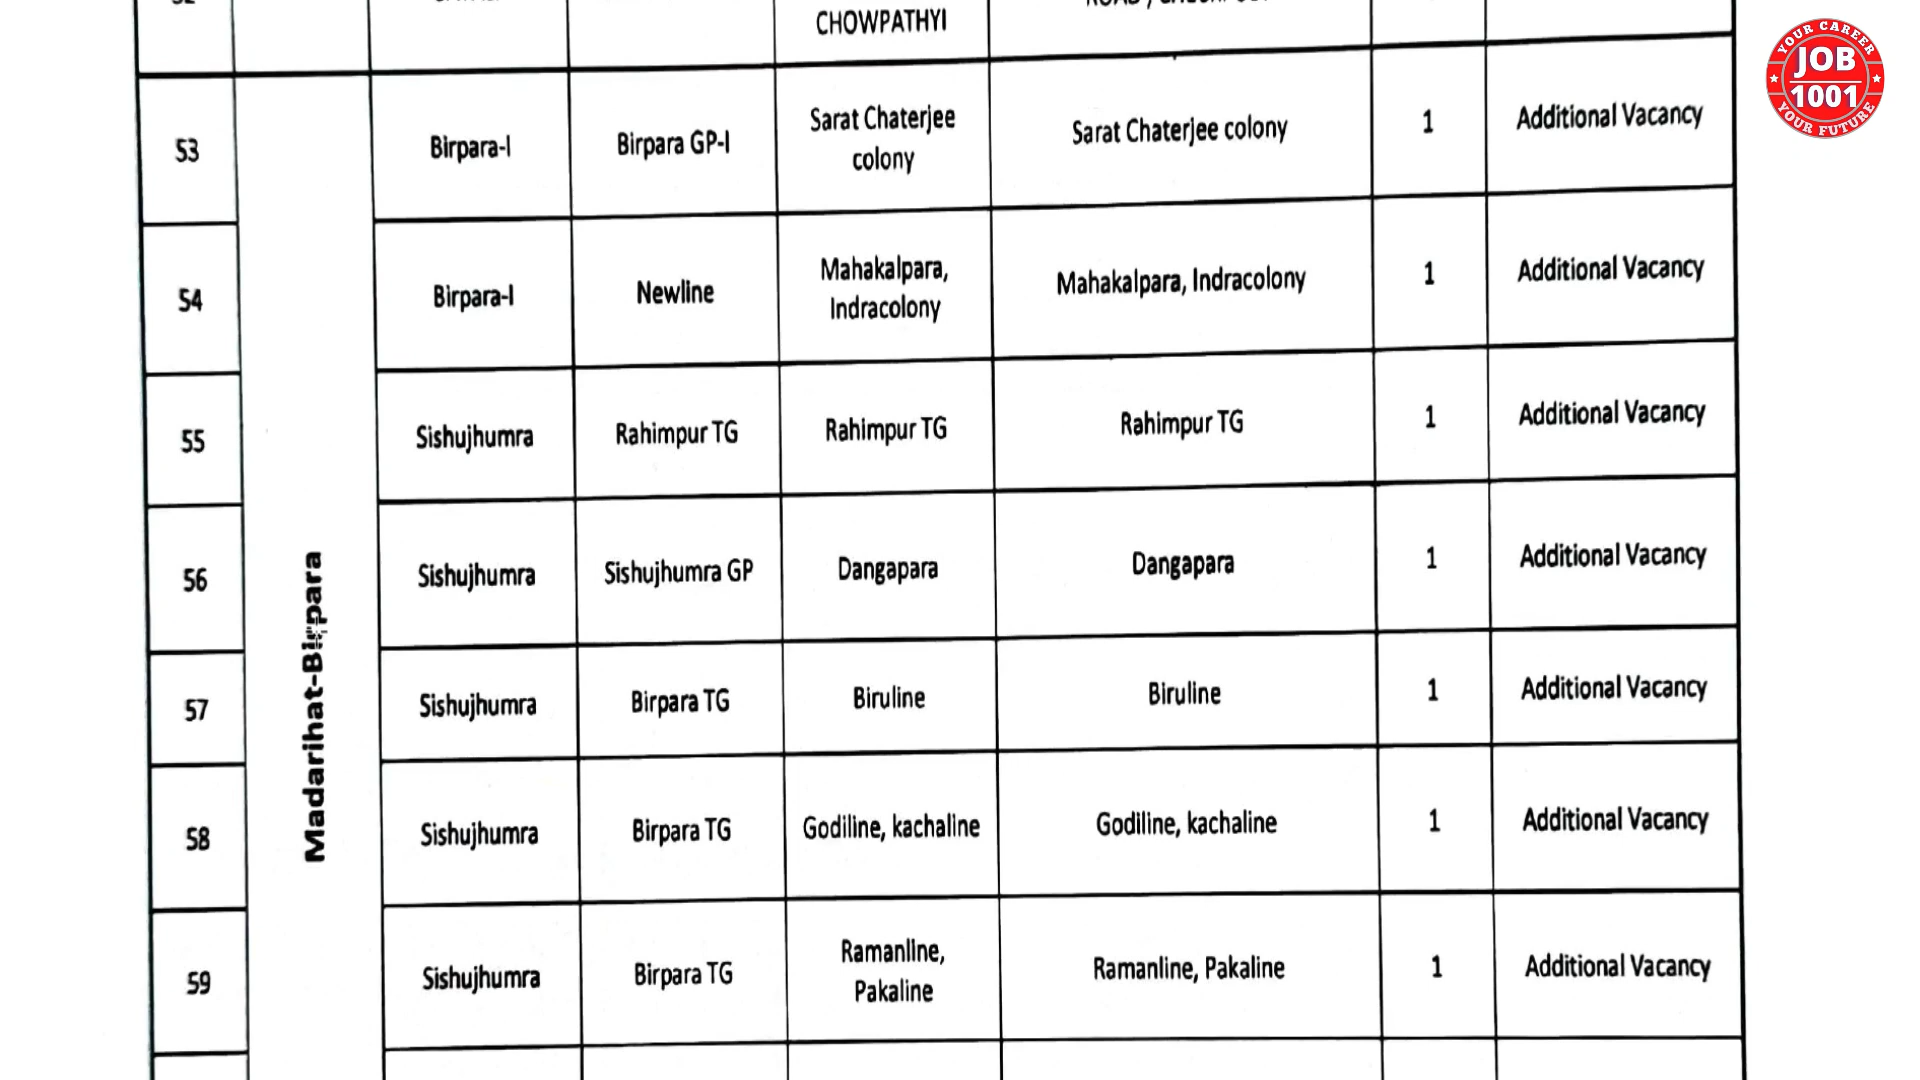 CHOWPATHYI
53
Birpara-I
Birpara GP-I
Sarat Chaterjee
colony
Sarat Chaterjee colony
1
Additional Vacancy
54
Birpara-I
Newline
Mahakalpara,
Indracolony
Mahakalpara, Indracolony
1
Additional Vacancy
55
Sishujhumra
Rahimpur TG
Rahimpur TG
Rahimpur TG
1
Additional Vacancy
56
Sishujhumra
Sishujhumra GP
Dangapara
Dangapara
1
Additional Vacancy
Madarihat-Birpara
57
Sishujhumra
Birpara TG
Biruline
Biruline
1
Additional Vacancy
58
Sishujhumra
Birpara TG
Godiline, kachaline
Godiline, kachaline
1
Additional Vacancy
59
Sishujhumra
Birpara TG
Ramanline,
Pakaline
Ramanline, Pakaline
1
Additional Vacancy
YOUR CAREER
JOB
1001
YOUR FUTURE